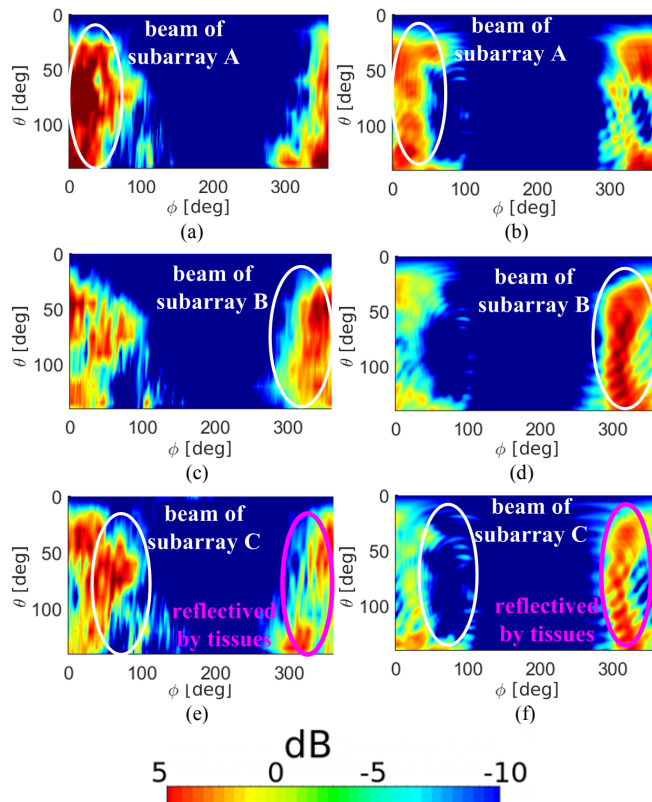 0
50
100
θ [deg]
beam of
subarray A
0 100 200 300
ϕ [deg]
(a)
0
50
100
θ [deg]
beam of
subarray A
0 100 200 300
ϕ [deg]
(b)
0
50
100
θ [deg]
beam of
subarray B
0 100 200 300
ϕ [deg]
(c)
0
50
100
θ [deg]
beam of
subarray B
0 100 200 300
ϕ [deg]
(d)
0
50
100
θ [deg]
beam of
subarray C
reflectived
by tissues
0 100 200 300
ϕ [deg]
(e)
0
50
100
θ [deg]
beam of
subarray C
reflectived
by tissues
0 100 200 300
ϕ [deg]
(f)
dB
5 0 -5 -10